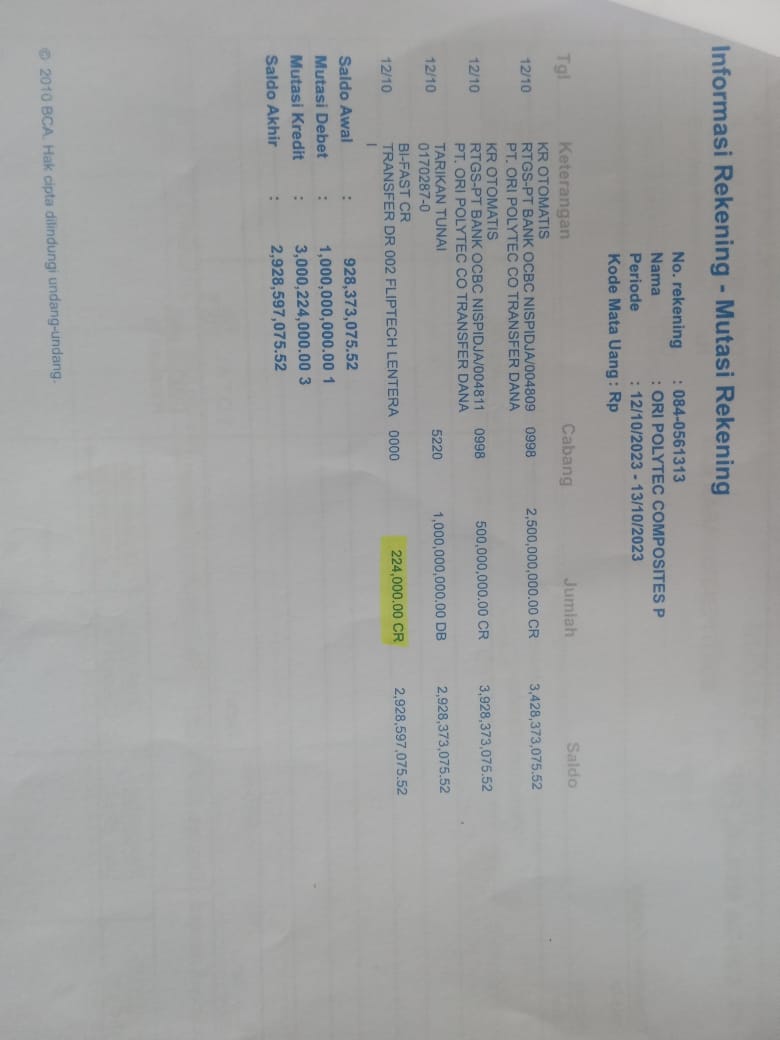 Informasi Rekening - Mutasi Rekening
No. rekening : 084-0561313
Nama : ORI POLYTEC COMPOSITES P
Periode : 12/10/2023 - 13/10/2023
Kode Mata Uang : Rp
Tgl Keterangan Cabang Jumlah Saldo
KR OTOMATIS
12/10 RTGS-PT BANK OCBC NISPIDJA/004809 0998 2,500,000,000.00 CR 3,428,373,075.52
PT. ORI POLYTEC CO TRANSFER DANA
KR OTOMATIS
12/10 RTGS-PT BANK OCBC NISPIDJA/004811 0998 500,000,000.00 CR 3,928,373,075.52
PT. ORI POLYTEC CO TRANSFER DANA
12/10 TARIKAN TUNAI 5220 1,000,000,000.00 DB 2,928,373,075.52
0170287-0
BI-FAST CR
12/10 TRANSFER DR 002 FLIPTECH LENTERA 0000 224,000.00 CR 2,928,597,075.52
I
Saldo Awal : 928,373,075.52
Mutasi Debet : 1,000,000,000.00 1
Mutasi Kredit : 3,000,224,000.00 3
Saldo Akhir : 2,928,597,075.52
© 2010 BCA. Hak cipta dilindungi undang-undang.